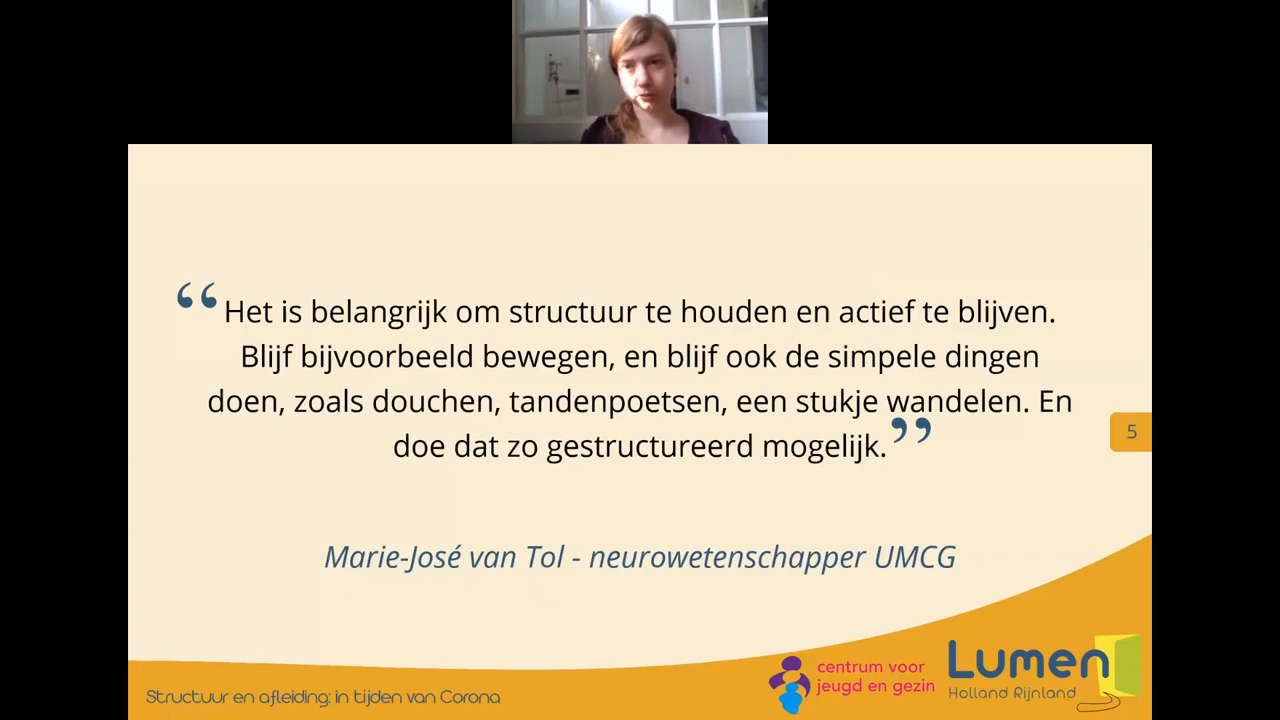 “Het is belangrijk om structuur te houden en actief te blijven.
Blijf bijvoorbeeld bewegen, en blijf ook de simpele dingen
doen, zoals douchen, tandenpoetsen, een stukje wandelen. En
doe dat zo gestructureerd mogelijk.”
5
Marie-José van Tol - neurowetenschapper UMCG
Structuur en afleiding: in tijden van Corona
centrum voor
jeugd en gezin
Lumen
Holland Rijnland